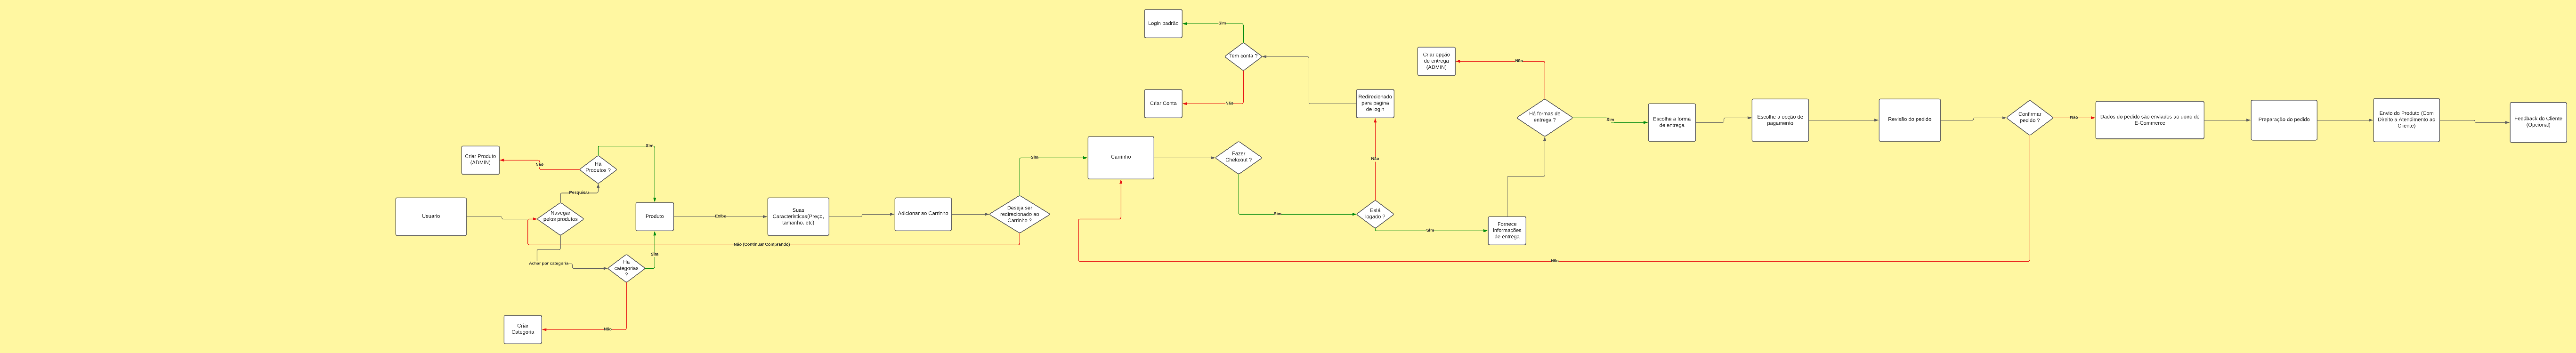 Usuario
Navegar
pelos produtos
Pesquisar
Há
Produtos ?
Não
Criar Produto
(ADMIN)
Sim
Achar por categoria
Há
categorias
?
Não
Criar
Categoria
Sim
Produto
Exibe
Suas
Caracteristicas(Preço,
tamanho, etc)
Adicionar ao Carrinho
Deseja ser
redirecionado ao
Carrinho ?
Não (Continuar Comprando)
Sim
Carrinho
Fazer
Chekcout ?
Sim
Está
logado ?
Não
Redirecionado
para pagina
de login
Tem conta ?
Sim
Login padrão
Não
Criar Conta
Sim
Fornece
Informações
de entrega
Há formas de
entrega ?
Não
Criar opção
de entrega
(ADMIN)
Sim
Escolhe a forma
de entrega
Escolhe a opção de
pagamento
Revisão do pedido
Confirmar
pedido ?
Não
Não
Dados do pedido são enviados ao dono do
E-Commerce
Preparação do pedido
Envio do Produto (Com
Direito a Atendimento ao
Cliente)
Feedback do Cliente
(Opcional)